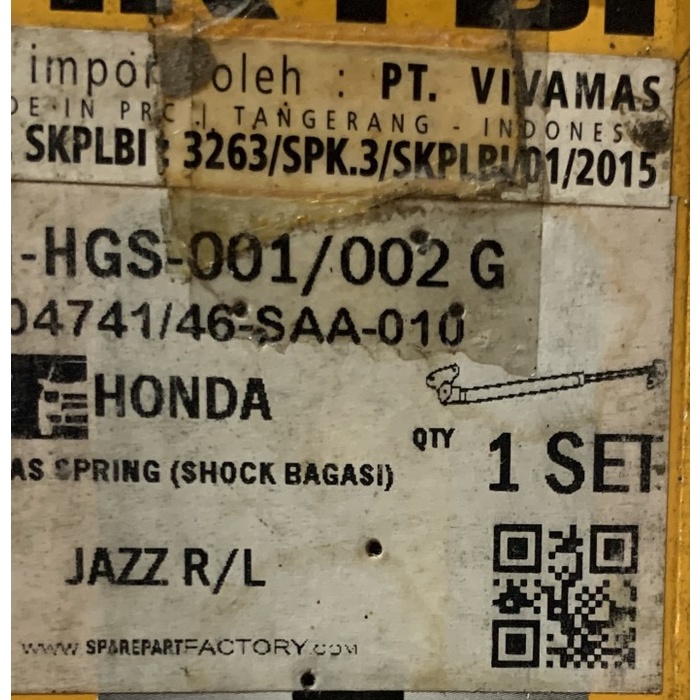 impor oleh : PT. VIVAMAS
DE IN PRC | TANGERANG - INDONES
SKPLBI : 3263/SPK.3/SKPLBI/01/2015
-HGS-001/002 G
04741/46-SAA-010
HONDA
QTY 1 SET
AS SPRING (SHOCK BAGASI)
JAZZ R/L
www.SPAREPARTFACTORY.com